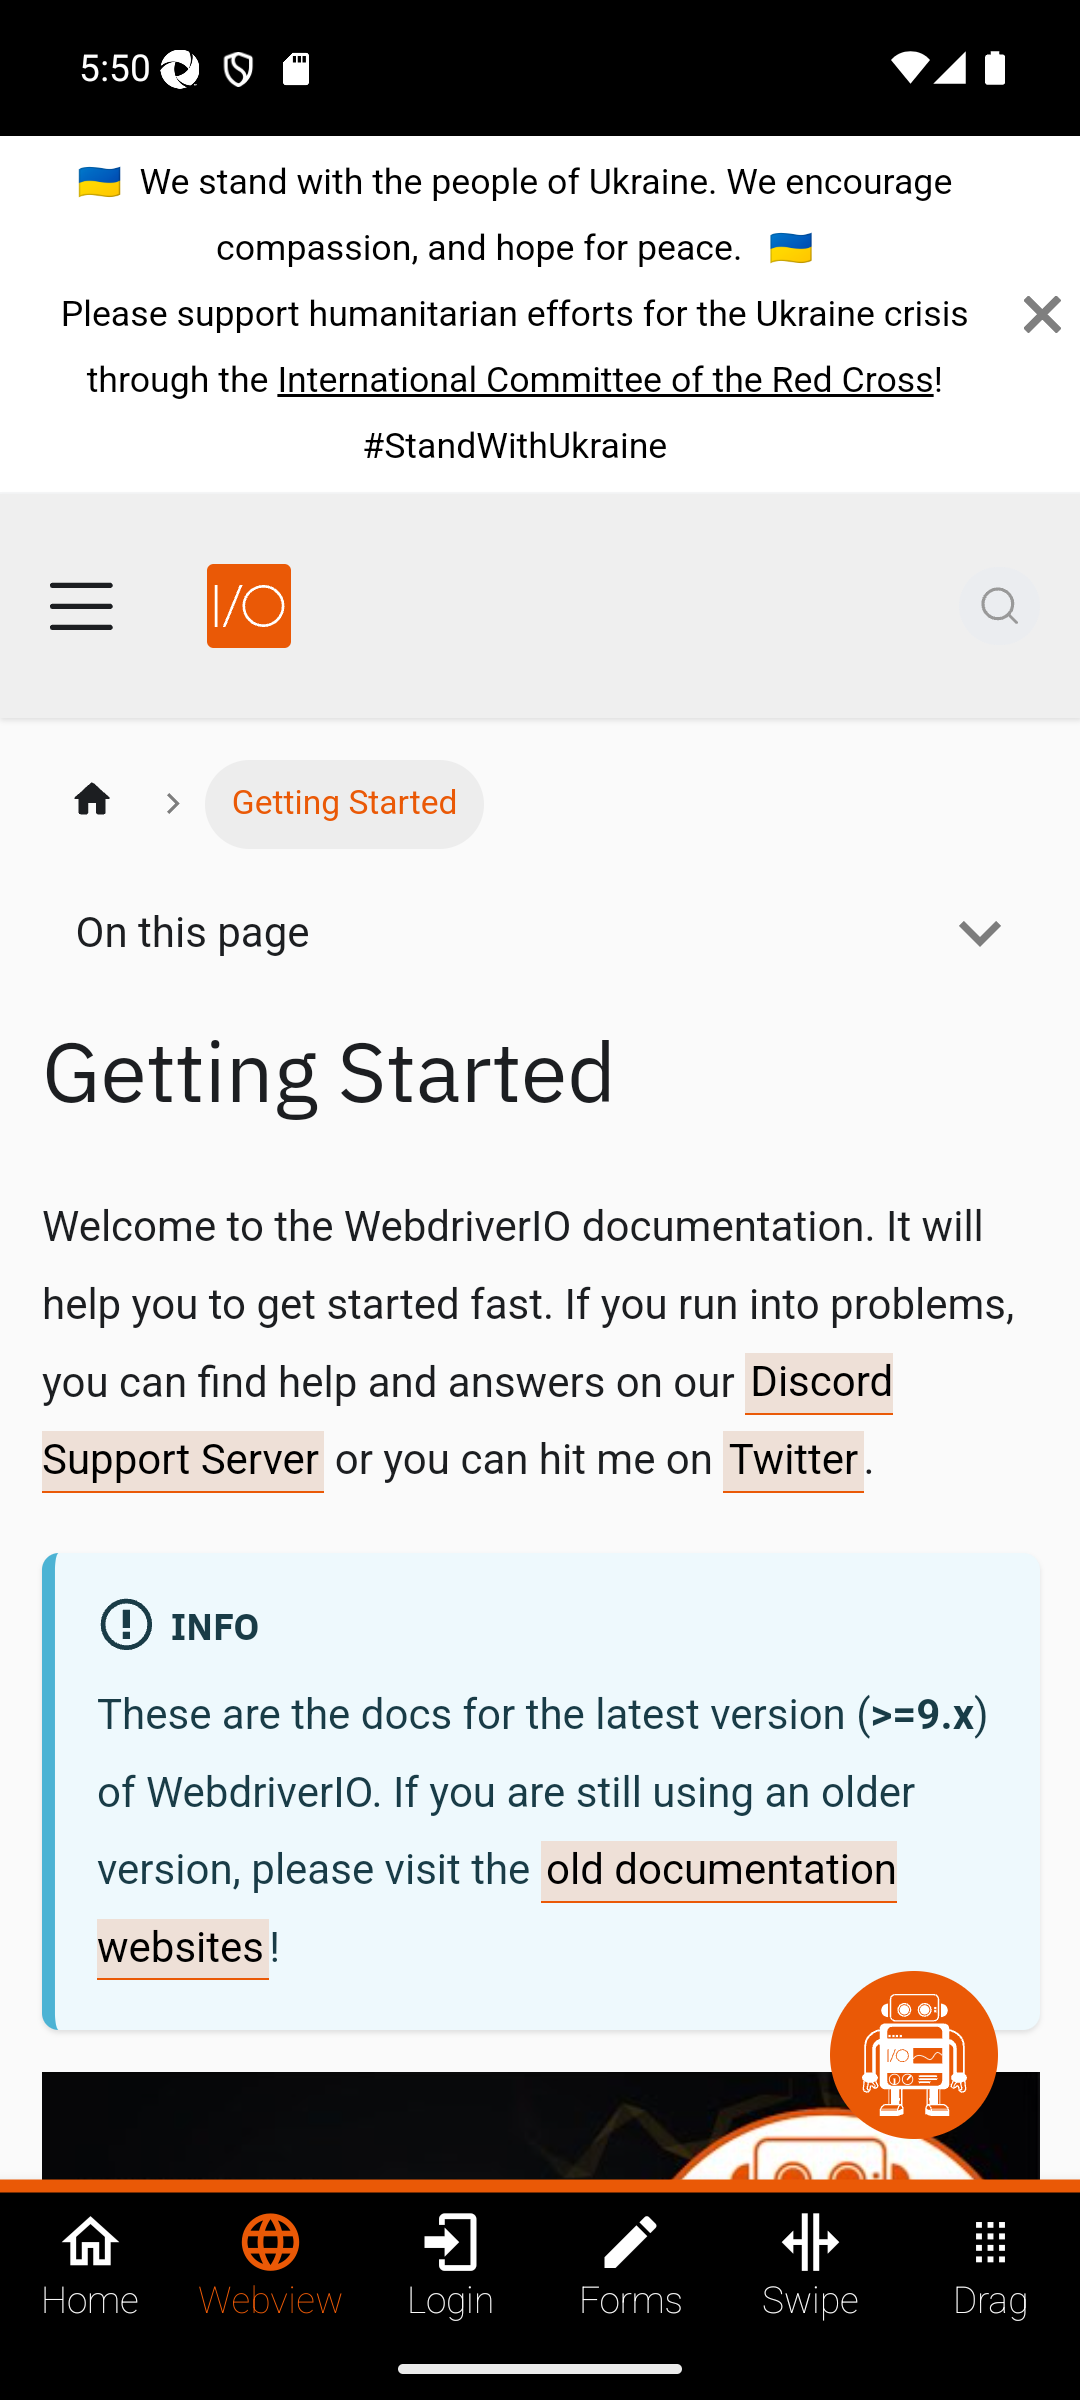 5:50
🇺🇦 We stand with the people of Ukraine. We encourage
compassion, and hope for peace. 🇺🇦
Please support humanitarian efforts for the Ukraine crisis
through the International Committee of the Red Cross!
#StandWithUkraine
I/O
Getting Started
On this page
Getting Started
Welcome to the WebdriverIO documentation. It will
help you to get started fast. If you run into problems,
you can find help and answers on our Discord
Support Server or you can hit me on Twitter.
INFO
These are the docs for the latest version (>=9.x)
of WebdriverIO. If you are still using an older
version, please visit the old documentation
websites!
I/O
Home
Webview
Login
Forms
Swipe
Drag